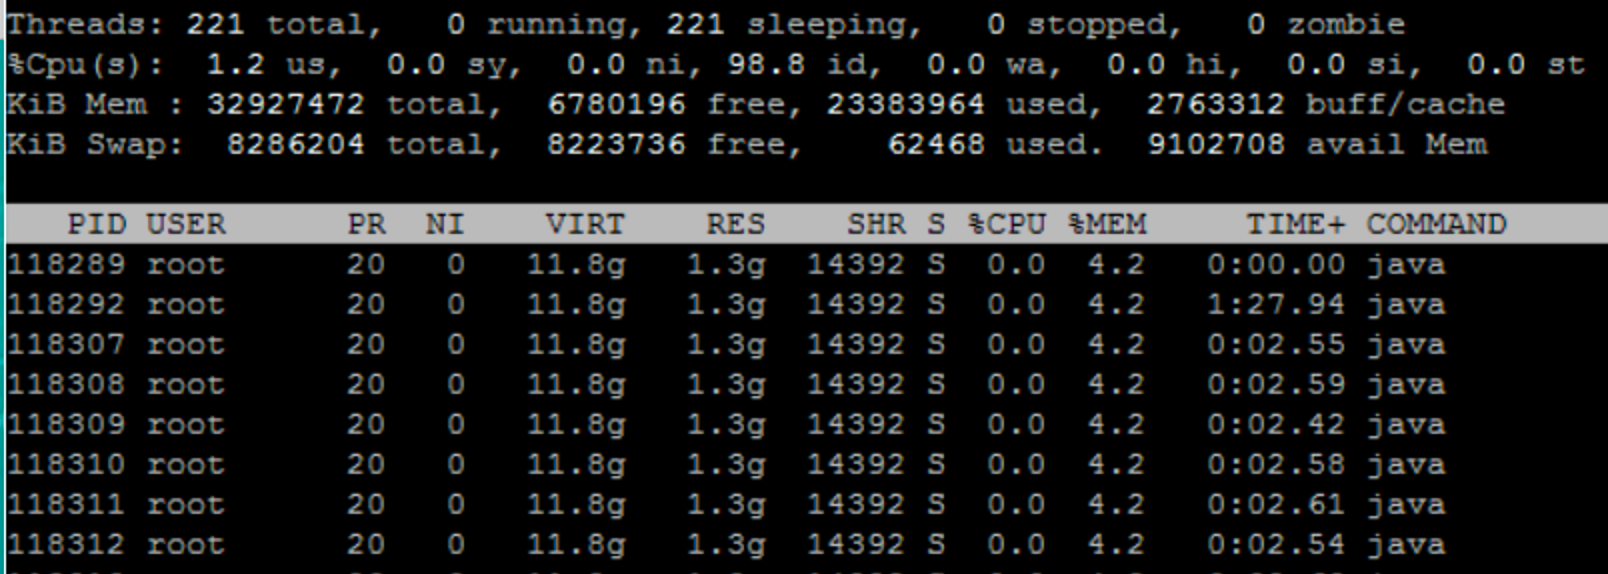 Threads: 221 total,   0 running, 221 sleeping,   0 stopped,   0 zombie
%Cpu(s):  1.2 us,  0.0 sy,  0.0 ni, 98.8 id,  0.0 wa,  0.0 hi,  0.0 si,  0.0 st
KiB Mem : 32927472 total,  6780196 free, 23383964 used,  2763312 buff/cache
KiB Swap:  8286204 total,  8223736 free,    62468 used.  9102708 avail Mem
   PID USER      PR  NI    VIRT    RES    SHR S %CPU %MEM     TIME+ COMMAND
118289 root      20   0   11.8g   1.3g  14392 S  0.0  4.2   0:00.00 java
118292 root      20   0   11.8g   1.3g  14392 S  0.0  4.2   1:27.94 java
118307 root      20   0   11.8g   1.3g  14392 S  0.0  4.2   0:02.55 java
118308 root      20   0   11.8g   1.3g  14392 S  0.0  4.2   0:02.59 java
118309 root      20   0   11.8g   1.3g  14392 S  0.0  4.2   0:02.42 java
118310 root      20   0   11.8g   1.3g  14392 S  0.0  4.2   0:02.58 java
118311 root      20   0   11.8g   1.3g  14392 S  0.0  4.2   0:02.61 java
118312 root      20   0   11.8g   1.3g  14392 S  0.0  4.2   0:02.54 java